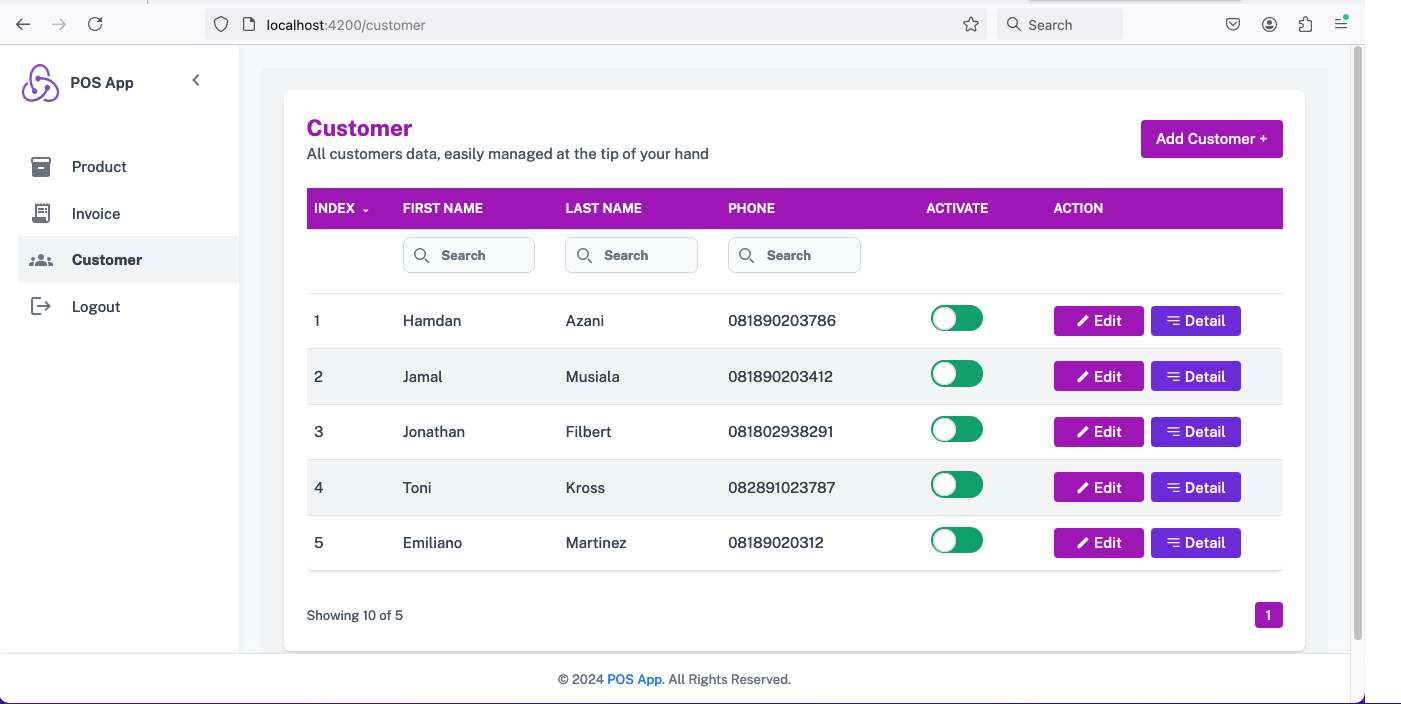 localhost:4200/customer
Search
POS App
Product
Invoice
Customer
Logout
Customer
All customers data, easily managed at the tip of your hand
Add Customer +
INDEX FIRST NAME LAST NAME PHONE ACTIVATE ACTION
Search Search Search
1 Hamdan Azani 081890203786 Edit Detail
2 Jamal Musiala 081890203412 Edit Detail
3 Jonathan Filbert 081802938291 Edit Detail
4 Toni Kross 082891023787 Edit Detail
5 Emiliano Martinez 08189020312 Edit Detail
Showing 10 of 5
1
© 2024 POS App. All Rights Reserved.